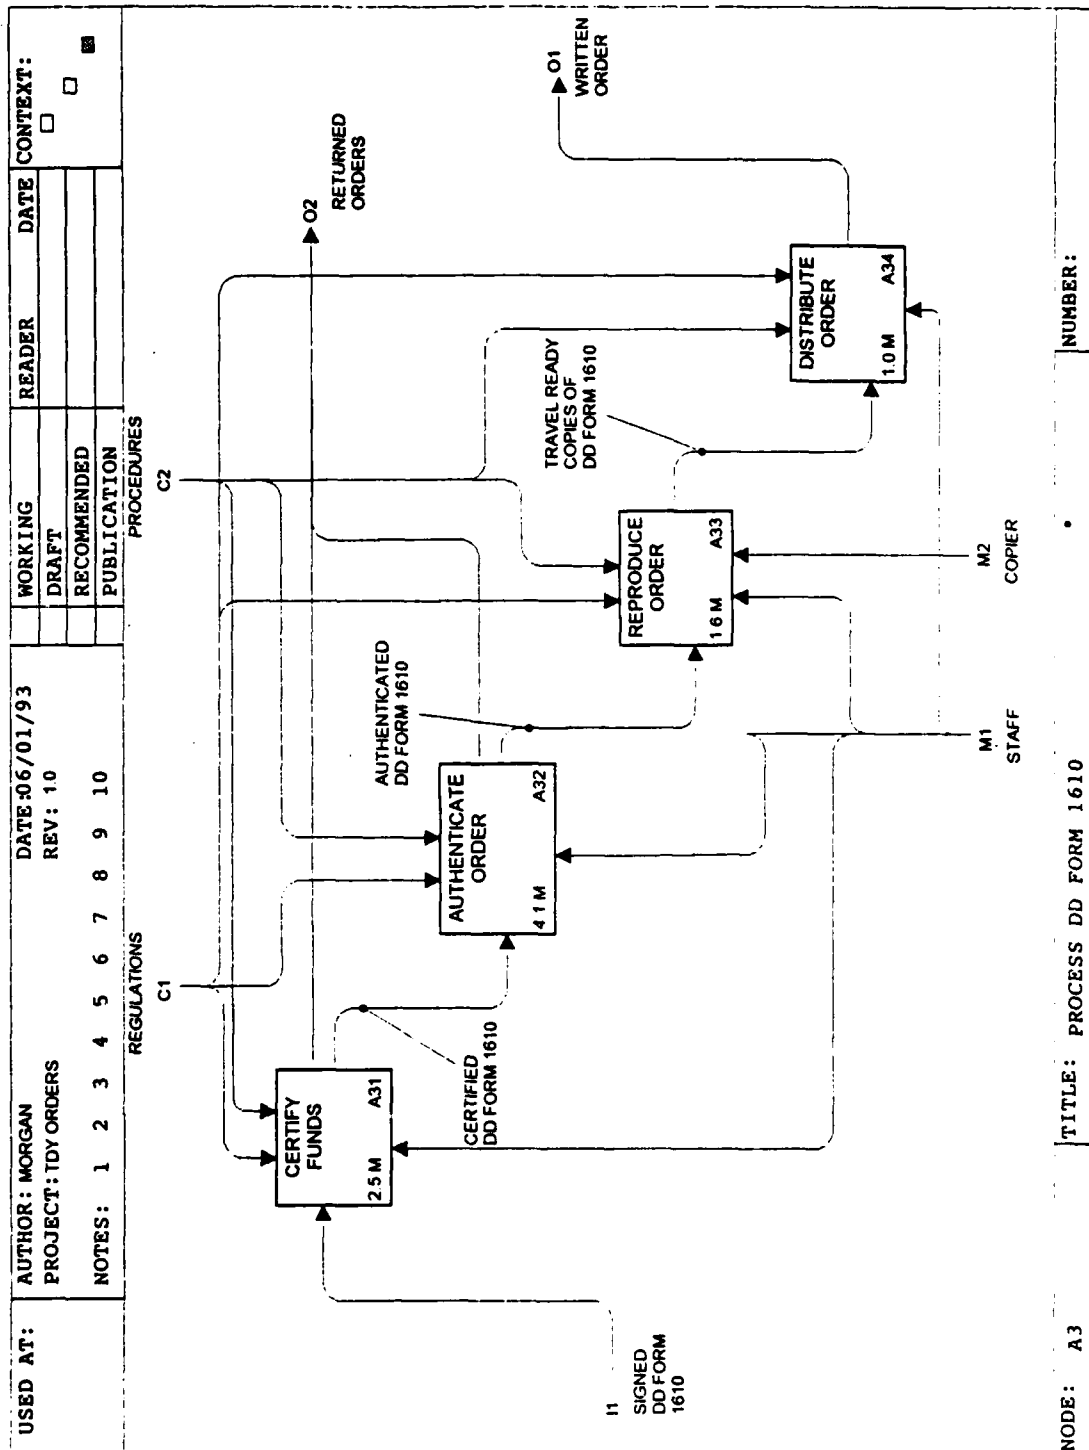 USED AT:
AUTHOR: MORGAN
PROJECT: TDY ORDERS
DATE:06/01/93
REV: 1.0
NOTES: 1 2 3 4 5 6 7 8 9 10
WORKING
DRAFT
RECOMMENDED
PUBLICATION
READER
DATE
CONTEXT:
REGULATIONS
C1
PROCEDURES
C2
CERTIFY
FUNDS
2.5 M
A31
CERTIFIED
DD FORM 1610
AUTHENTICATE
ORDER
4 1 M
A32
AUTHENTICATED
DD FORM 1610
REPRODUCE
ORDER
1 6 M
A33
TRAVEL READY
COPIES OF
DD FORM 1610
DISTRIBUTE
ORDER
1.0 M
A34
O2
RETURNED
ORDERS
O1
WRITTEN
ORDER
I1
SIGNED
DD FORM
1610
M1
STAFF
M2
COPIER
NODE: A3
TITLE: PROCESS DD FORM 1610
NUMBER: